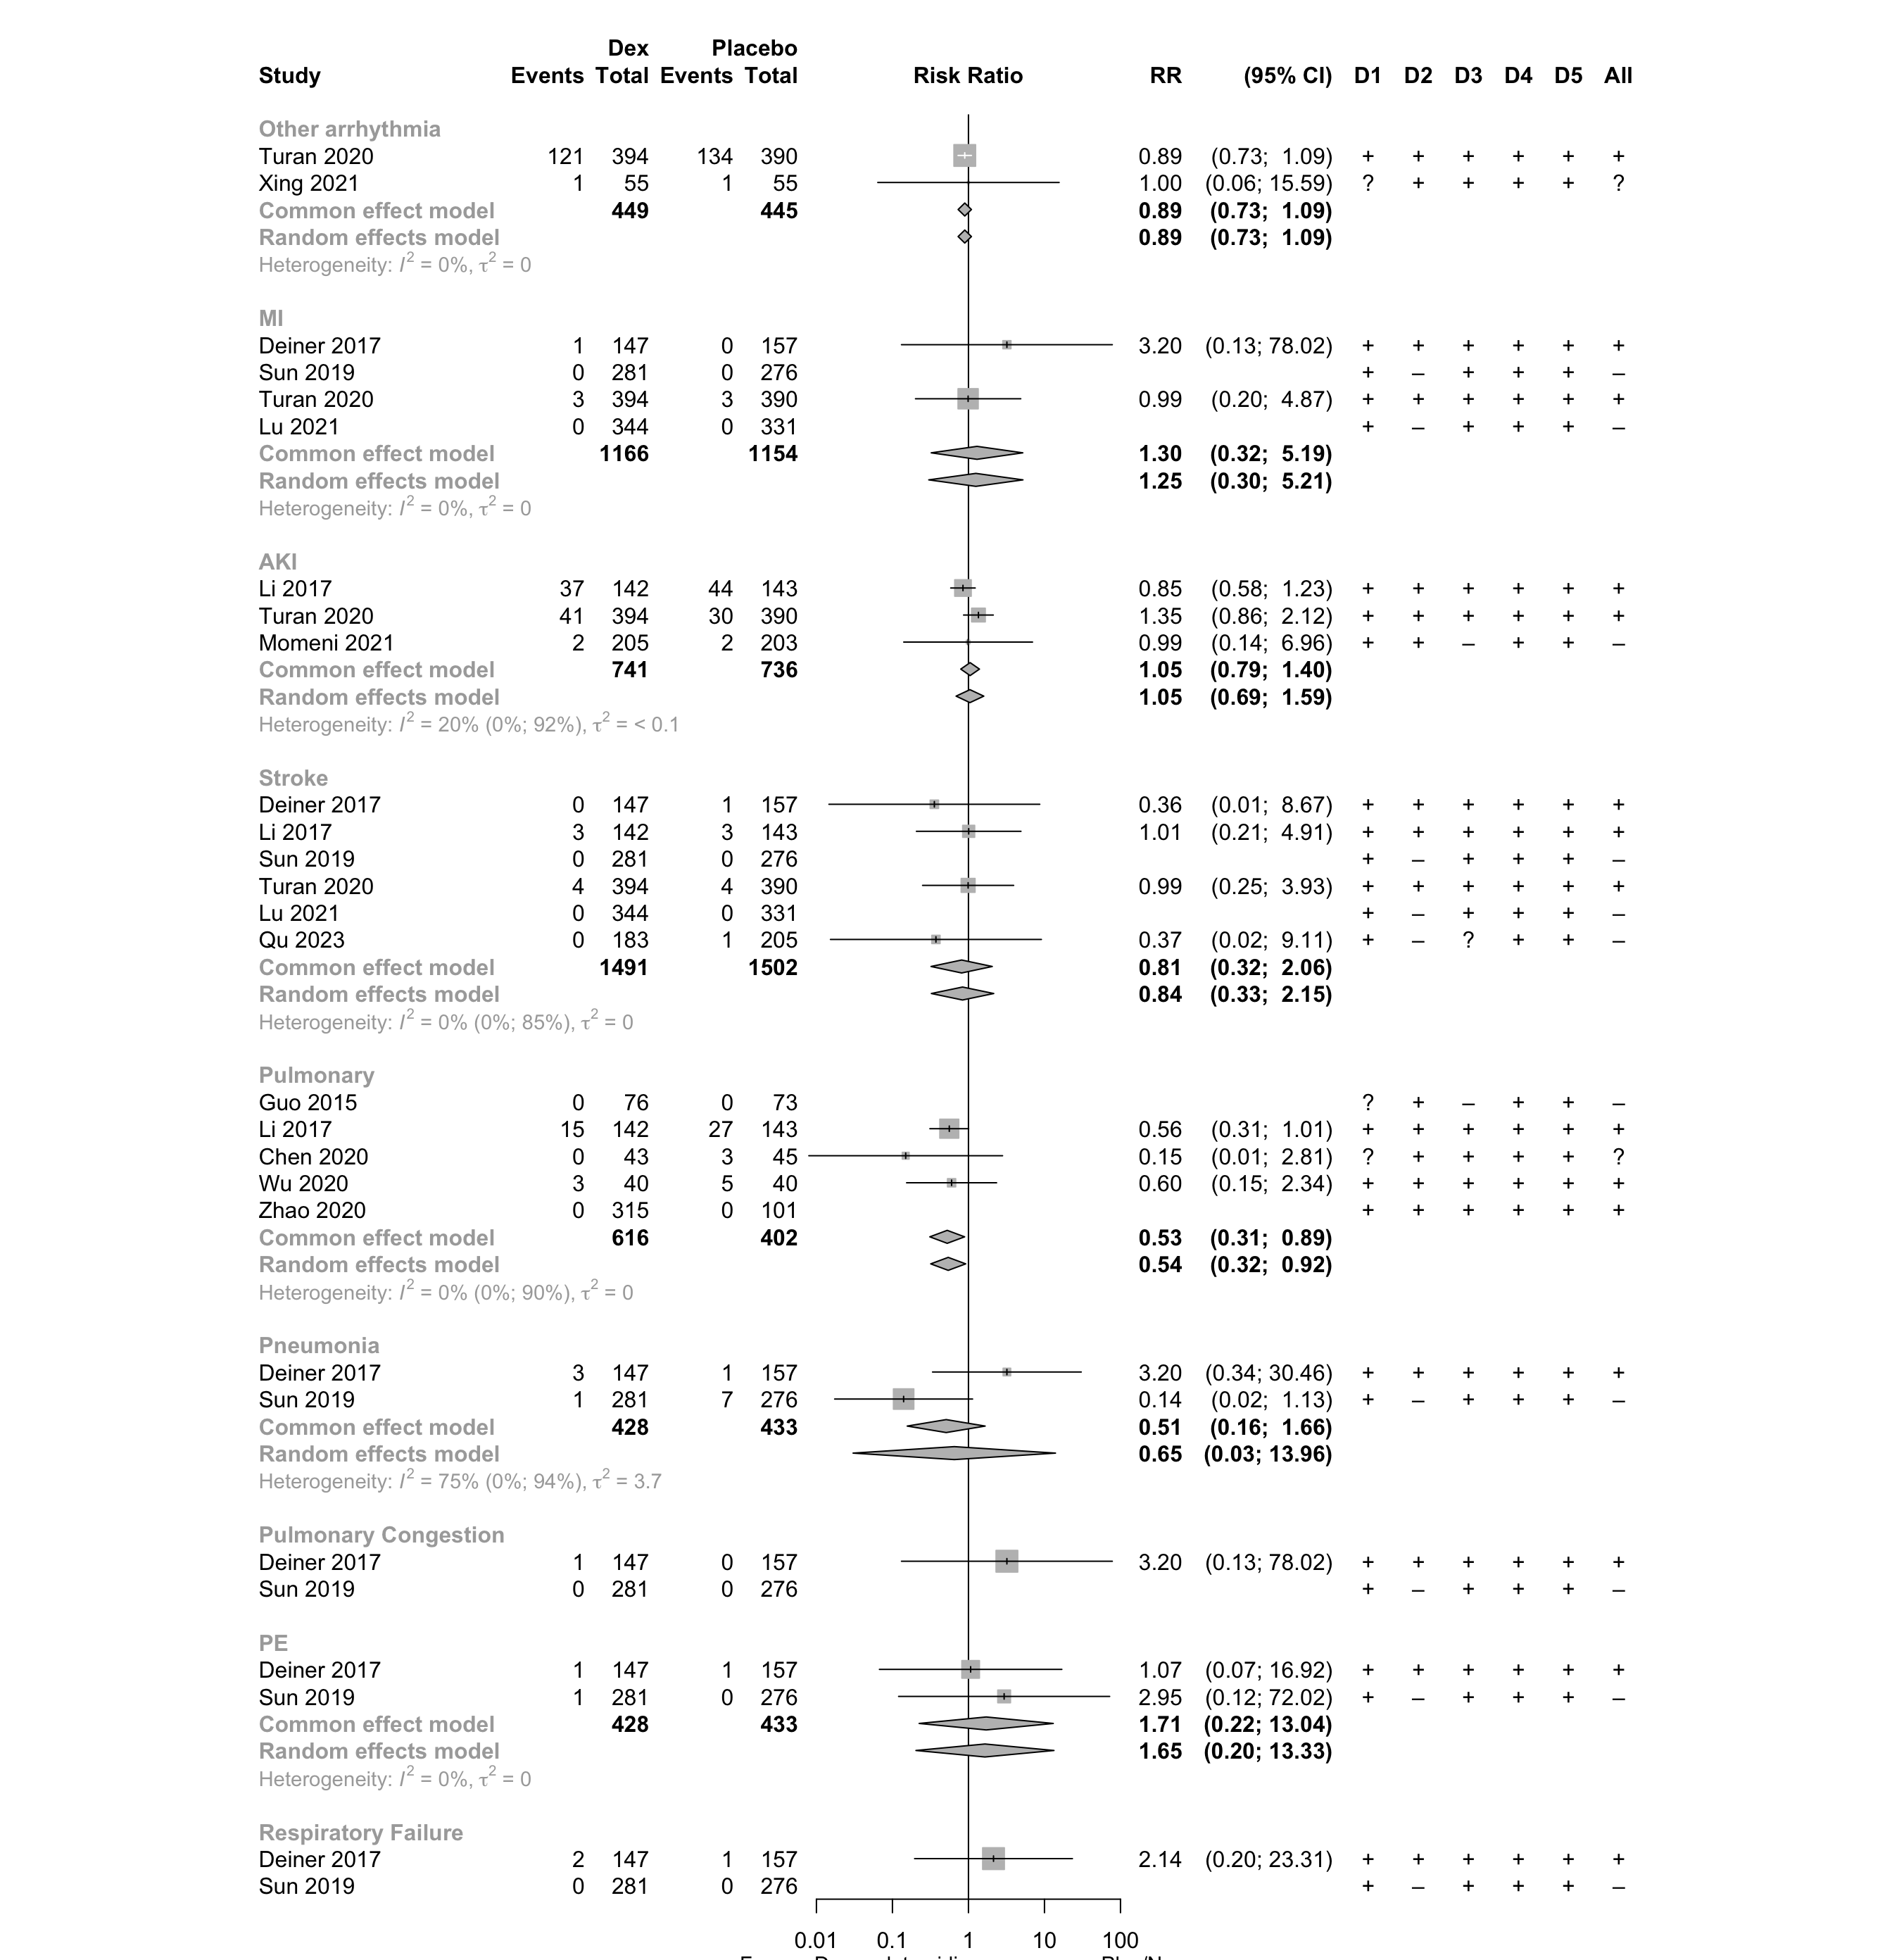 Dex Placebo
Study Events Total Events Total Risk Ratio RR (95% CI) D1 D2 D3 D4 D5 All
Other arrhythmia
Turan 2020 121 394 134 390 0.89 (0.73; 1.09) + + + + + +
Xing 2021 1 55 1 55 1.00 (0.06; 15.59) ? + + + + ?
Common effect model 449 445 0.89 (0.73; 1.09)
Random effects model 0.89 (0.73; 1.09)
Heterogeneity: I² = 0%, τ² = 0
MI
Deiner 2017 1 147 0 157 3.20 (0.13; 78.02) + + + + + +
Sun 2019 0 281 0 276 + – + + + –
Turan 2020 3 394 3 390 0.99 (0.20; 4.87) + + + + + +
Lu 2021 0 344 0 331 + – + + + –
Common effect model 1166 1154 1.30 (0.32; 5.19)
Random effects model 1.25 (0.30; 5.21)
Heterogeneity: I² = 0%, τ² = 0
AKI
Li 2017 37 142 44 143 0.85 (0.58; 1.23) + + + + + +
Turan 2020 41 394 30 390 1.35 (0.86; 2.12) + + + + + +
Momeni 2021 2 205 2 203 0.99 (0.14; 6.96) + + – + + –
Common effect model 741 736 1.05 (0.79; 1.40)
Random effects model 1.05 (0.69; 1.59)
Heterogeneity: I² = 20% (0%; 92%), τ² = < 0.1
Stroke
Deiner 2017 0 147 1 157 0.36 (0.01; 8.67) + + + + + +
Li 2017 3 142 3 143 1.01 (0.21; 4.91) + + + + + +
Sun 2019 0 281 0 276 + – + + + –
Turan 2020 4 394 4 390 0.99 (0.25; 3.93) + + + + + +
Lu 2021 0 344 0 331 + – + + + –
Qu 2023 0 183 1 205 0.37 (0.02; 9.11) + – ? + + –
Common effect model 1491 1502 0.81 (0.32; 2.06)
Random effects model 0.84 (0.33; 2.15)
Heterogeneity: I² = 0% (0%; 85%), τ² = 0
Pulmonary
Guo 2015 0 76 0 73 ? + – + + –
Li 2017 15 142 27 143 0.56 (0.31; 1.01) + + + + + +
Chen 2020 0 43 3 45 0.15 (0.01; 2.81) ? + + + + ?
Wu 2020 3 40 5 40 0.60 (0.15; 2.34) + + + + + +
Zhao 2020 0 315 0 101 + + + + + +
Common effect model 616 402 0.53 (0.31; 0.89)
Random effects model 0.54 (0.32; 0.92)
Heterogeneity: I² = 0% (0%; 90%), τ² = 0
Pneumonia
Deiner 2017 3 147 1 157 3.20 (0.34; 30.46) + + + + + +
Sun 2019 1 281 7 276 0.14 (0.02; 1.13) + – + + + –
Common effect model 428 433 0.51 (0.16; 1.66)
Random effects model 0.65 (0.03; 13.96)
Heterogeneity: I² = 75% (0%; 94%), τ² = 3.7
Pulmonary Congestion
Deiner 2017 1 147 0 157 3.20 (0.13; 78.02) + + + + + +
Sun 2019 0 281 0 276 + – + + + –
PE
Deiner 2017 1 147 1 157 1.07 (0.07; 16.92) + + + + + +
Sun 2019 1 281 0 276 2.95 (0.12; 72.02) + – + + + –
Common effect model 428 433 1.71 (0.22; 13.04)
Random effects model 1.65 (0.20; 13.33)
Heterogeneity: I² = 0%, τ² = 0
Respiratory Failure
Deiner 2017 2 147 1 157 2.14 (0.20; 23.31) + + + + + +
Sun 2019 0 281 0 276 + – + + + –
0.01 0.1 1 10 100